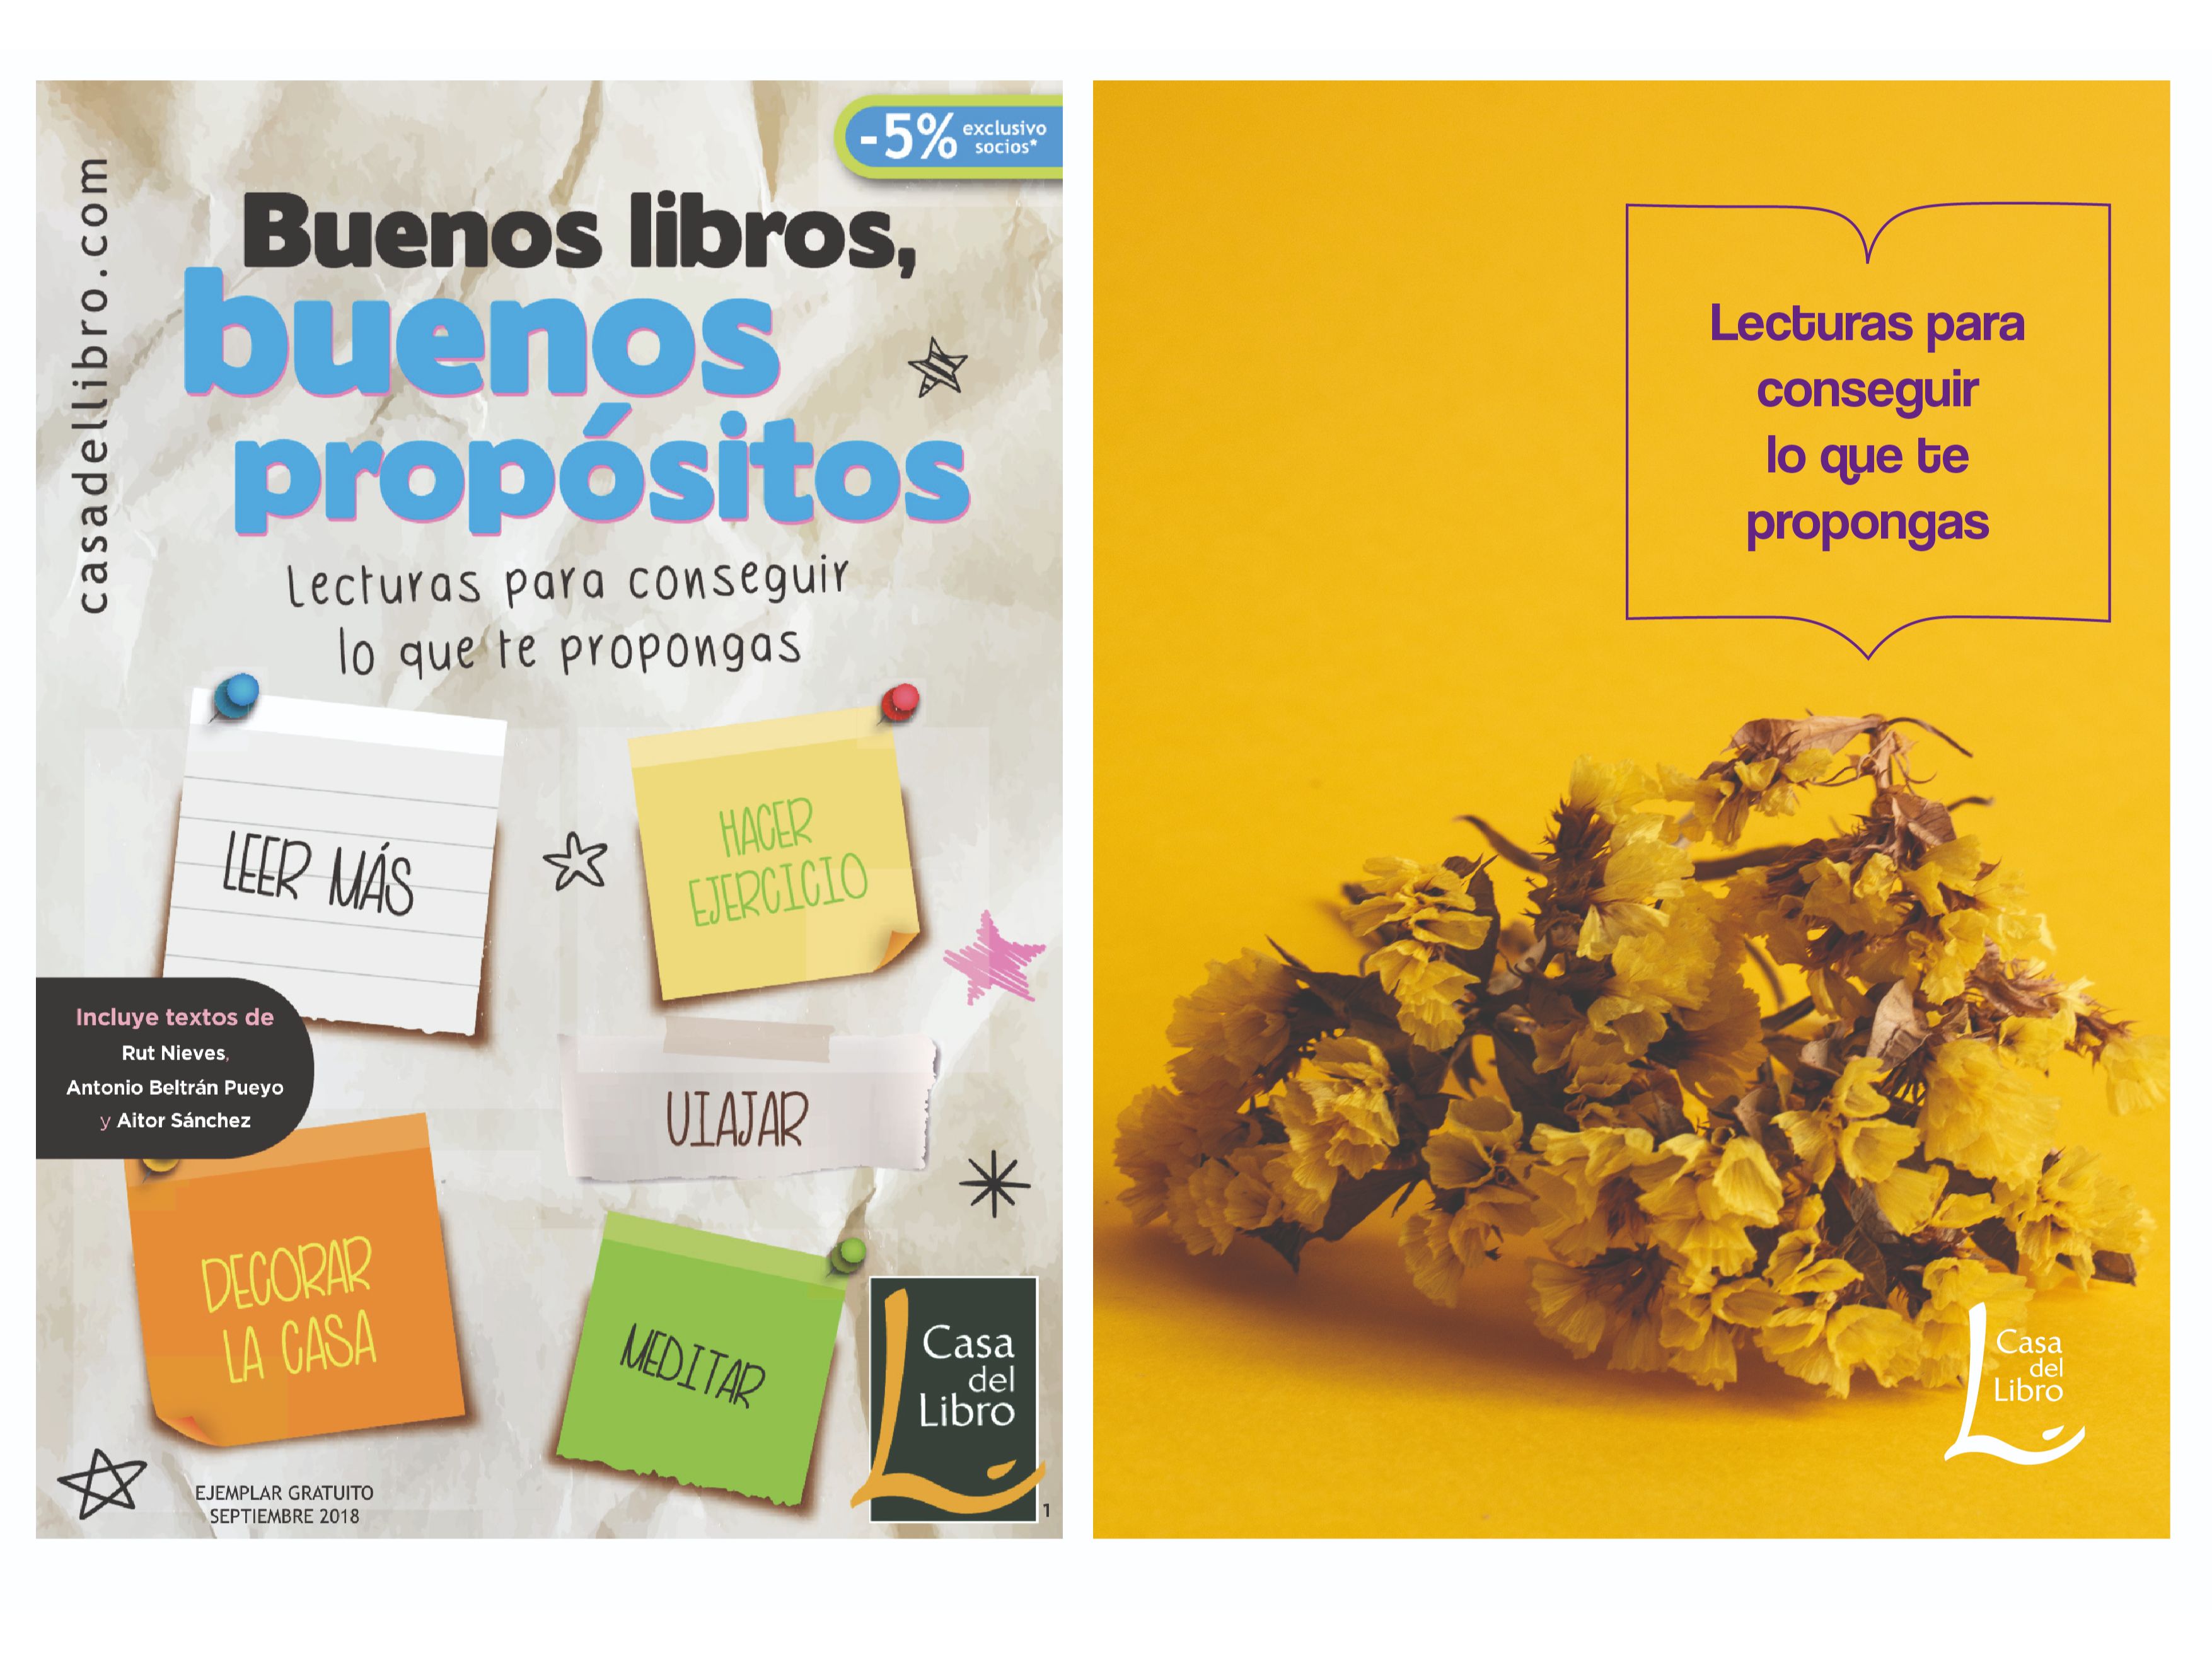 casadellibro.com
-5% exclusivo
socios*
Buenos libros,
buenos
propósitos
Lecturas para conseguir
lo que te propongas
LEER MÁS
HACER
EJERCICIO
Incluye textos de
Rut Nieves,
Antonio Beltrán Pueyo
y Aitor Sánchez
VIAJAR
DECORAR
LA CASA
MEDITAR
Casa
del
Libro
EJEMPLAR GRATUITO
SEPTIEMBRE 2018
1
Lecturas para
conseguir
lo que te
propongas
Casa
del
Libro